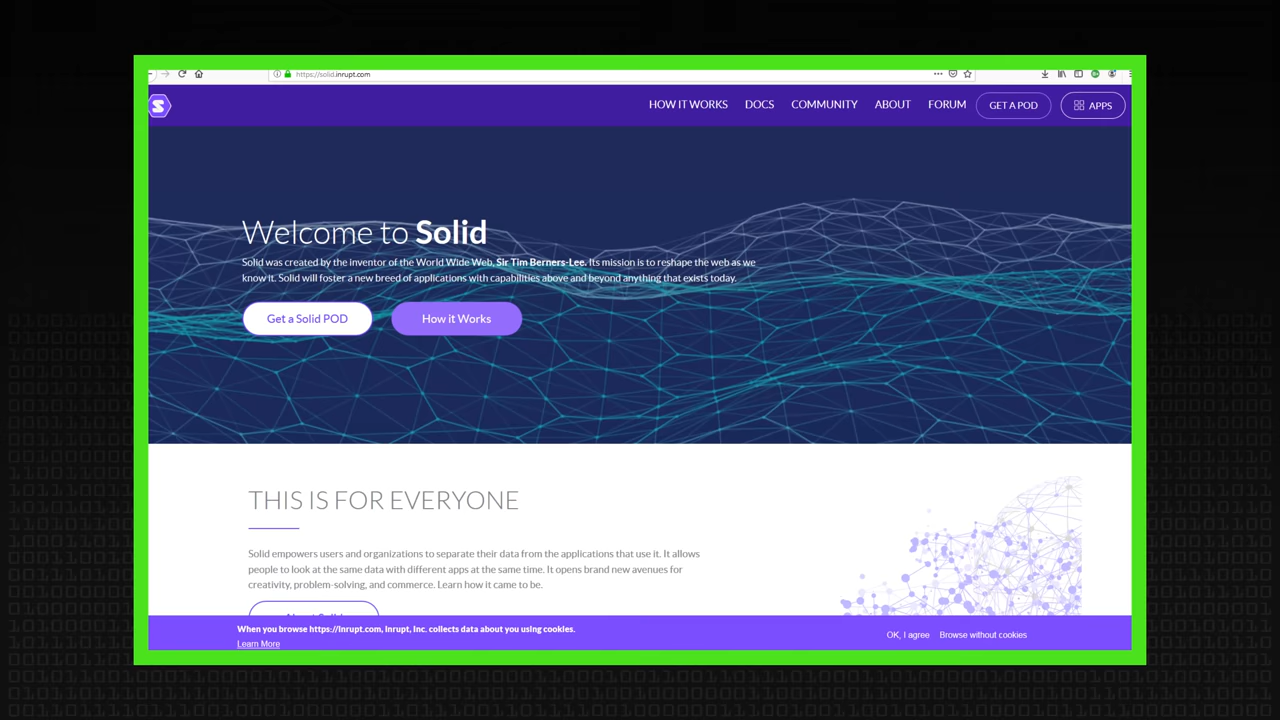 https://solid.inrupt.com
S
HOW IT WORKS DOCS COMMUNITY ABOUT FORUM GET A POD APPS
Welcome to Solid
Solid was created by the inventor of the World Wide Web, Sir Tim Berners-Lee. Its mission is to reshape the web as we
know it. Solid will foster a new breed of applications with capabilities above and beyond anything that exists today.
Get a Solid POD How it Works
THIS IS FOR EVERYONE
Solid empowers users and organizations to separate their data from the applications that use it. It allows
people to look at the same data with different apps at the same time. It opens brand new avenues for
creativity, problem-solving, and commerce. Learn how it came to be.
When you browse https://inrupt.com, inrupt, Inc. collects data about you using cookies.
Learn More
OK, I agree Browse without cookies